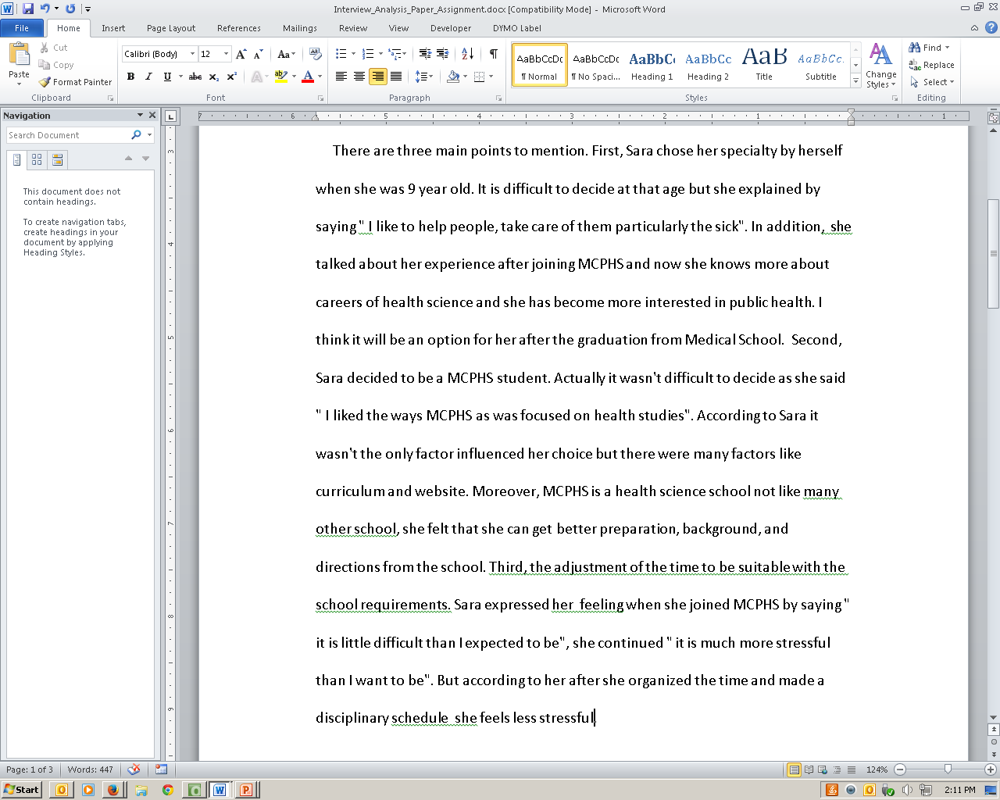 Interview_Analysis_Paper_Assignment.docx [Compatibility Mode] - Microsoft Word
File Home Insert Page Layout References Mailings Review View Developer DYMO Label
Paste Cut Copy Format Painter
Clipboard
Calibri (Body) 12
Font
Paragraph
AaBbCcDc AaBbCcDc AaBbCc AaBbCc AaB AaBbCc.
¶ Normal ¶ No Spaci... Heading 1 Heading 2 Title Subtitle
Change Styles
Styles
Find
Replace
Select
Editing
Navigation
Search Document
This document does not
contain headings.
To create navigation tabs,
create headings in your
document by applying
Heading Styles.
7 6 5 4 3 2 1 1
3
4
5
6
7
8
9
There are three main points to mention. First, Sara chose her specialty by herself
when she was 9 year old. It is difficult to decide at that age but she explained by
saying " I like to help people, take care of them particularly the sick". In addition,  she
talked about her experience after joining MCPHS and now she knows more about
careers of health science and she has become more interested in public health. I
think it will be an option for her after the graduation from Medical School.  Second,
Sara decided to be a MCPHS student. Actually it wasn't difficult to decide as she said
" I liked the ways MCPHS as was focused on health studies". According to Sara it
wasn't the only factor influenced her choice but there were many factors like
curriculum and website. Moreover, MCPHS is a health science school not like many
other school, she felt that she can get better preparation, background, and
directions from the school. Third, the adjustment of the time to be suitable with the
school requirements. Sara expressed her  feeling when she joined MCPHS by saying "
it is little difficult than I expected to be", she continued " it is much more stressful
than I want to be". But according to her after she organized the time and made a
disciplinary schedule  she feels less stressful.
Page: 1 of 3 Words: 447 124%
Start 2:11 PM